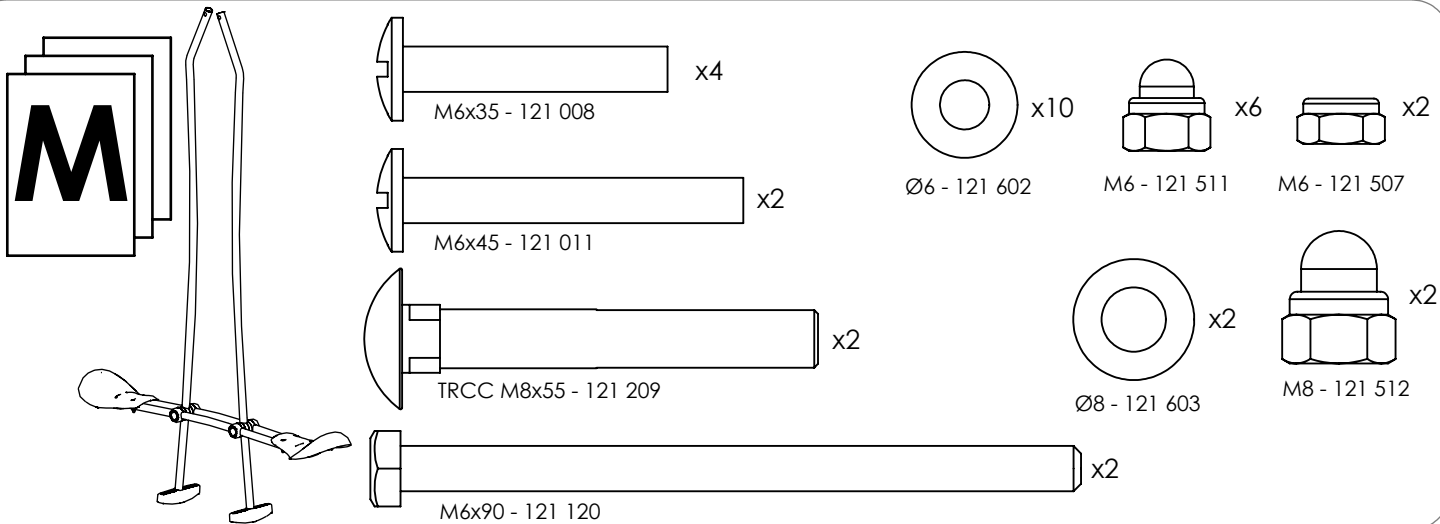 M
x4
M6x35 - 121 008
x2
M6x45 - 121 011
x2
TRCC M8x55 - 121 209
x2
M6x90 - 121 120
x10
Ø6 - 121 602
x6
M6 - 121 511
x2
M6 - 121 507
x2
Ø8 - 121 603
x2
M8 - 121 512